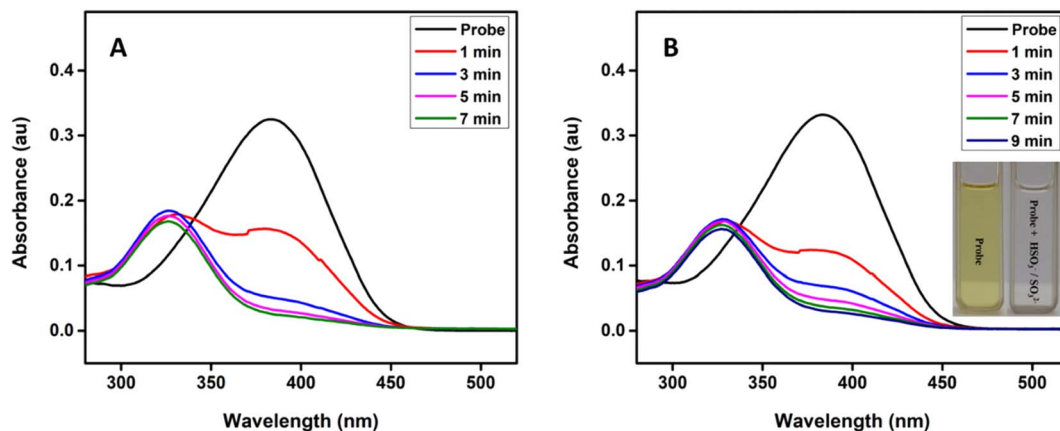 A
Probe
1 min
3 min
5 min
7 min
0.4
0.3
0.2
0.1
0.0
Absorbance (au)
300 350 400 450 500
Wavelength (nm)
B
Probe
1 min
3 min
5 min
7 min
9 min
0.4
0.3
0.2
0.1
0.0
Absorbance (au)
Probe
Probe + HSO₃⁻ / SO₃²⁻
300 350 400 450 500
Wavelength (nm)